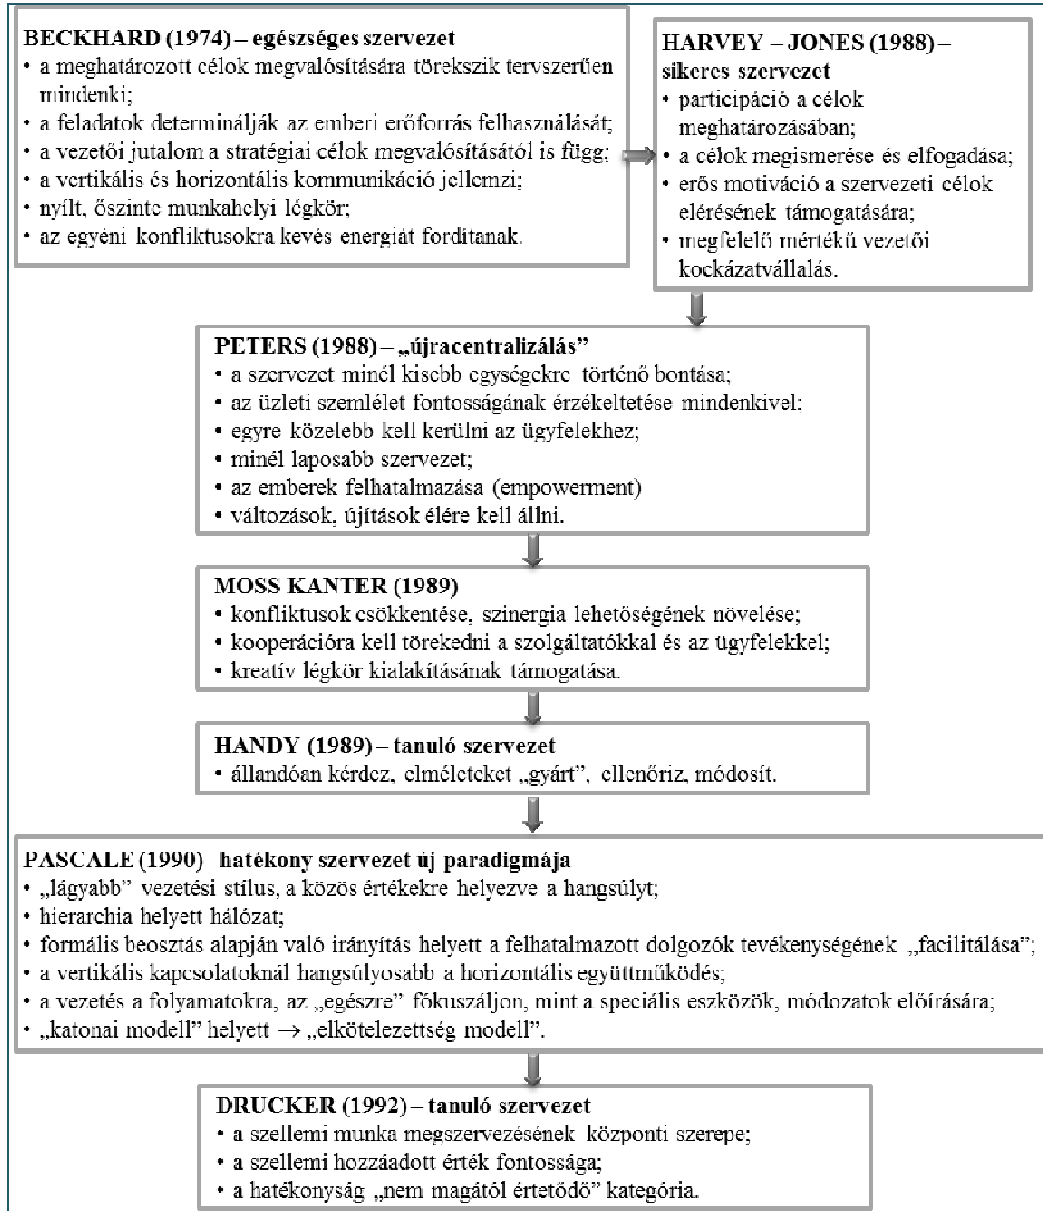 BECKHARD (1974) – egészséges szervezet
• a meghatározott célok megvalósítására törekszik tervszerűen
mindenki;
• a feladatok determinálják az emberi erőforrás felhasználását;
• a vezetői jutalom a stratégiai célok megvalósításától is függ;
• a vertikális és horizontális kommunikáció jellemzi;
• nyílt, őszinte munkahelyi légkör;
• az egyéni konfliktusokra kevés energiát fordítanak.
HARVEY – JONES (1988) –
sikeres szervezet
• participáció a célok
meghatározásában;
• a célok megismerése és elfogadása;
• erős motiváció a szervezeti célok
elérésének támogatására;
• megfelelő mértékű vezetői
kockázatvállalás.
PETERS (1988) – „újracentralizálás”
• a szervezet minél kisebb egységekre történő bontása;
• az üzleti szemlélet fontosságának érzékeltetése mindenkivel:
• egyre közelebb kell kerülni az ügyfelekhez;
• minél laposabb szervezet;
• az emberek felhatalmazása (empowerment)
• változások, újítások élére kell állni.
MOSS KANTER (1989)
• konfliktusok csökkentése, szinergia lehetőségének növelése;
• kooperációra kell törekedni a szolgáltatókkal és az ügyfelekkel;
• kreatív légkör kialakításának támogatása.
HANDY (1989) – tanuló szervezet
• állandóan kérdez, elméleteket „gyárt”, ellenőriz, módosít.
PASCALE (1990) hatékony szervezet új paradigmája
• „lágyabb” vezetési stílus, a közös értékekre helyezve a hangsúlyt;
• hierarchia helyett hálózat;
• formális beosztás alapján való irányítás helyett a felhatalmazott dolgozók tevékenységének „facilitálása”;
• a vertikális kapcsolatoknál hangsúlyosabb a horizontális együttműködés;
• a vezetés a folyamatokra, az „egészre” fókuszáljon, mint a speciális eszközök, módozatok előírására;
• „katonai modell” helyett → „elkötelezettség modell”.
DRUCKER (1992) – tanuló szervezet
• a szellemi munka megszervezésének központi szerepe;
• a szellemi hozzáadott érték fontossága;
• a hatékonyság „nem magától értetődő” kategória.